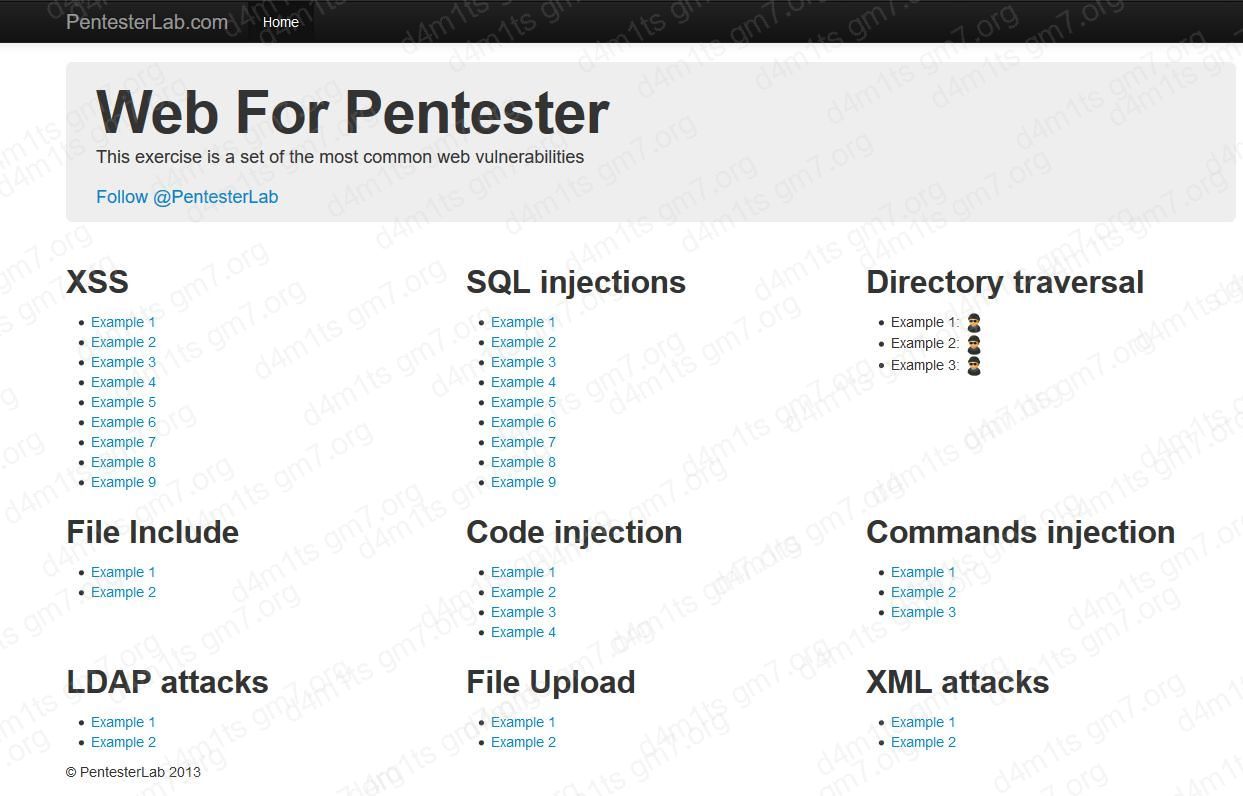 PentesterLab.com Home
Web For Pentester
This exercise is a set of the most common web vulnerabilities
Follow @PentesterLab
XSS
Example 1
Example 2
Example 3
Example 4
Example 5
Example 6
Example 7
Example 8
Example 9
SQL injections
Example 1
Example 2
Example 3
Example 4
Example 5
Example 6
Example 7
Example 8
Example 9
Directory traversal
Example 1:
Example 2:
Example 3:
File Include
Example 1
Example 2
Code injection
Example 1
Example 2
Example 3
Example 4
Commands injection
Example 1
Example 2
Example 3
LDAP attacks
Example 1
Example 2
File Upload
Example 1
Example 2
XML attacks
Example 1
Example 2
© PentesterLab 2013
d4m1ts gm7.org